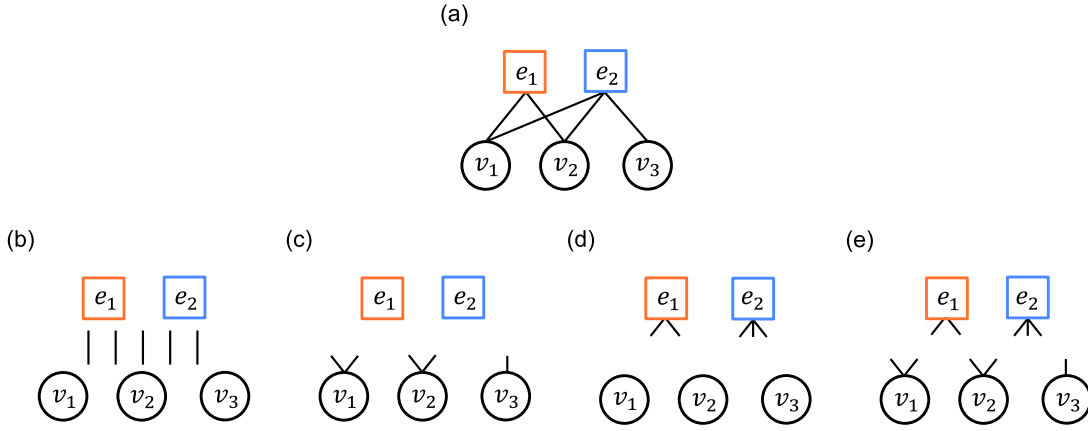 (a)
e₁ e₂
v₁ v₂ v₃
(b) (c) (d) (e)
e₁ e₂ e₁ e₂ e₁ e₂ e₁ e₂
v₁ v₂ v₃ v₁ v₂ v₃ v₁ v₂ v₃ v₁ v₂ v₃